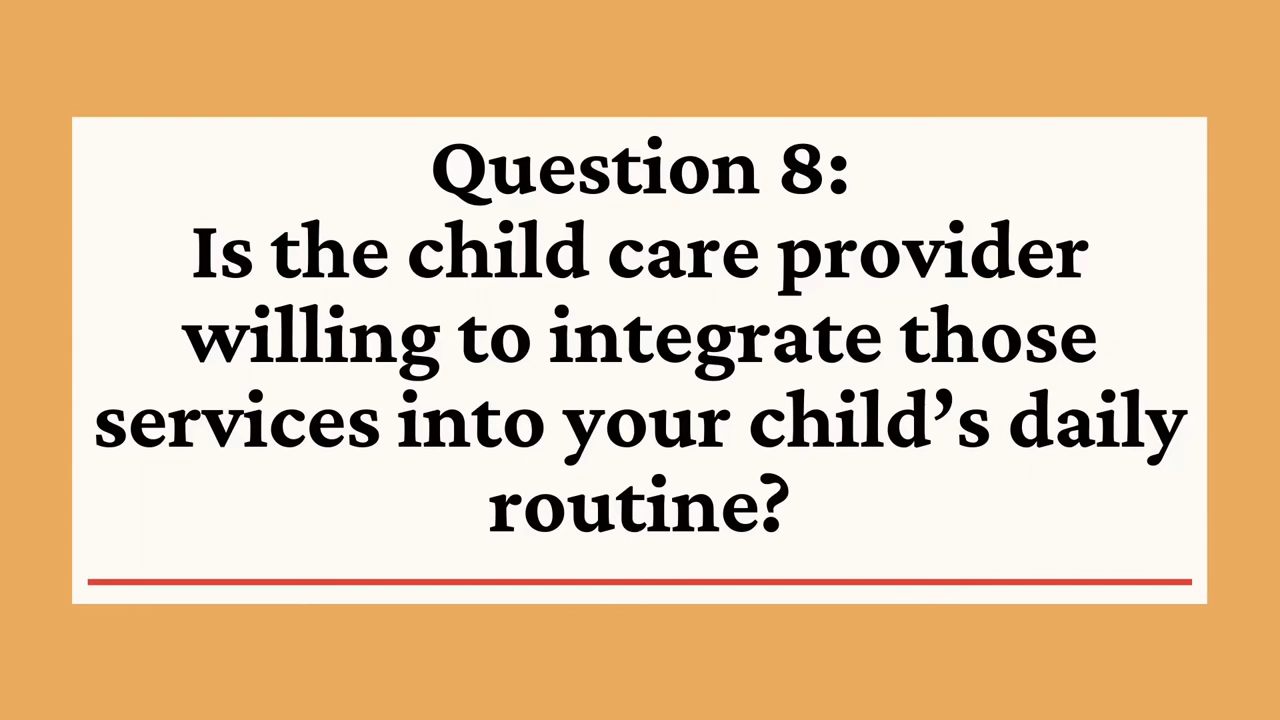 Question 8:
Is the child care provider
willing to integrate those
services into your child’s daily
routine?